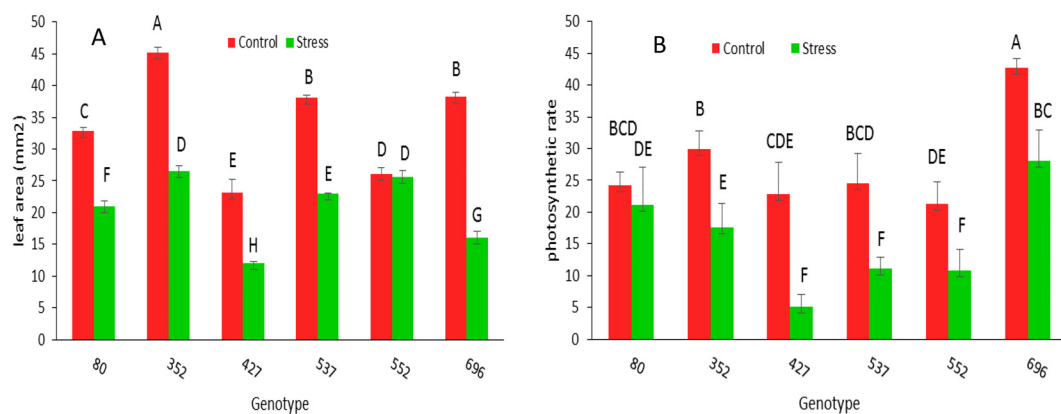 A
Control Stress
leaf area (mm2)
50
45
40
35
30
25
20
15
10
5
0
C
F
A
D
E
H
B
E
D
D
B
G
80 352 427 537 552 696
Genotype
B
Control Stress
photosynthetic rate
50
45
40
35
30
25
20
15
10
5
0
BCD
DE
B
E
CDE
F
BCD
F
DE
F
A
BC
80 352 427 537 552 696
Genotype